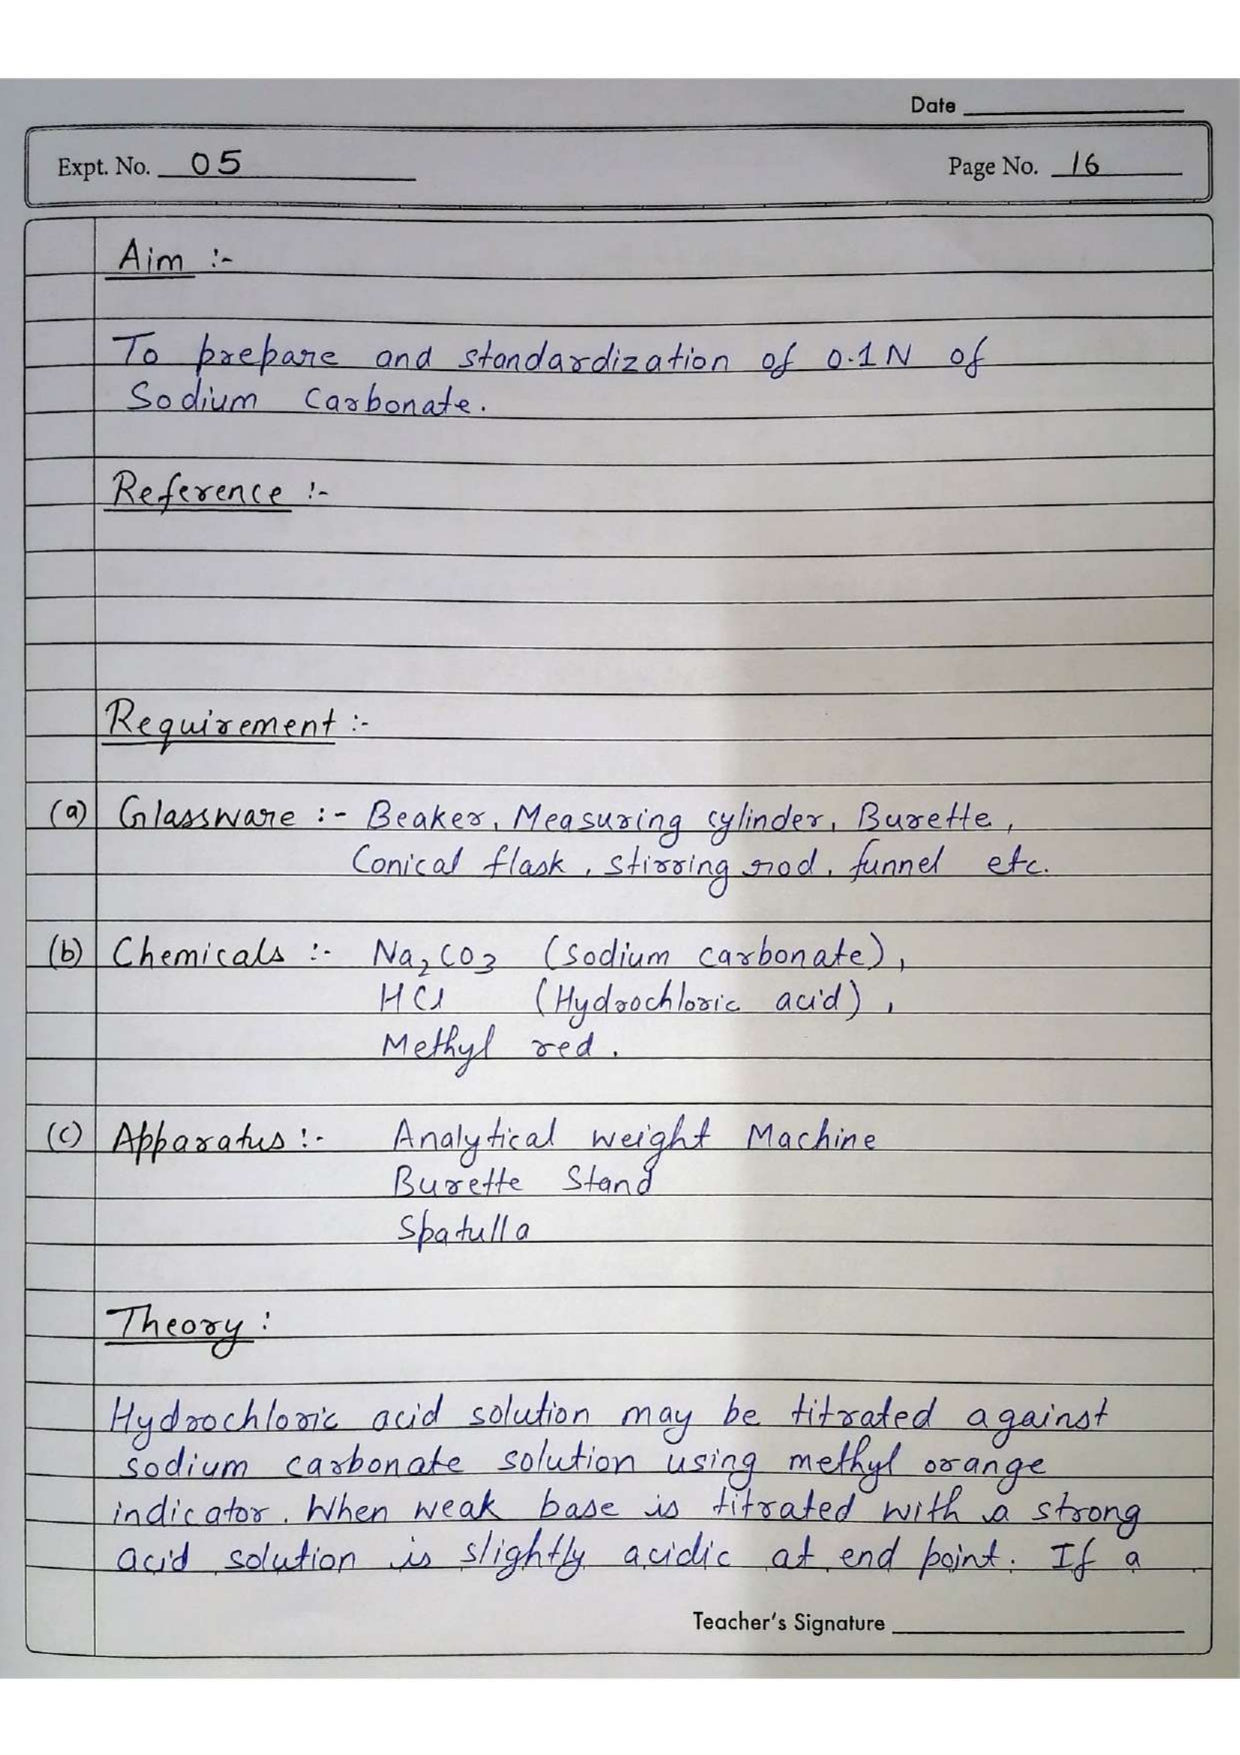 Date
Expt. No. 05
Page No. 16
Aim :-
To prepare and standardization of 0.1N of
Sodium Carbonate.
Reference :-
Requirement :-
(a) Glassware :- Beaker, Measuring cylinder, Burette,
Conical flask, stirring rod, funnel etc.
(b) Chemicals :- Na₂CO₃ (Sodium carbonate),
HCl (Hydrochloric acid),
Methyl red.
(c) Apparatus :- Analytical weight Machine
Burette Stand
Spatulla
Theory :
Hydrochloric acid solution may be titrated against
sodium carbonate solution using methyl orange
indicator. When weak base is titrated with a strong
acid solution is slightly acidic at end point. If a
Teacher's Signature